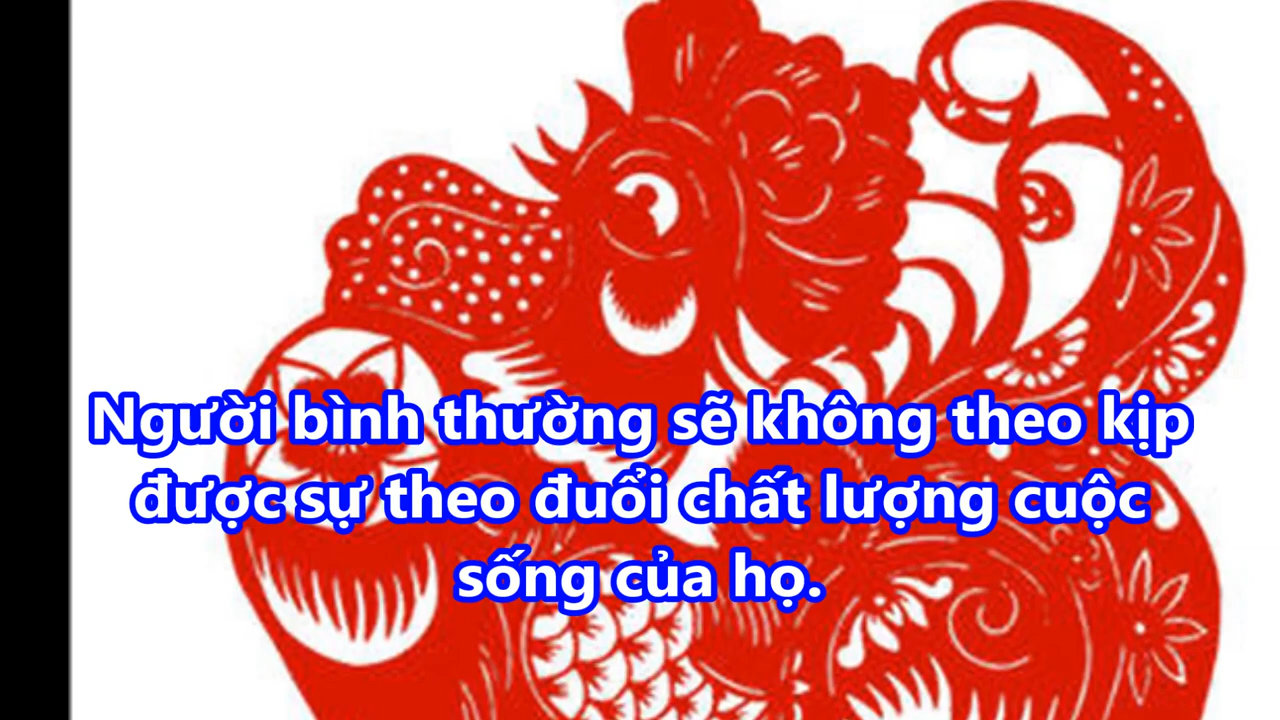 Người bình thường sẽ không theo kịp
được sự theo đuổi chất lượng cuộc
sống của họ.